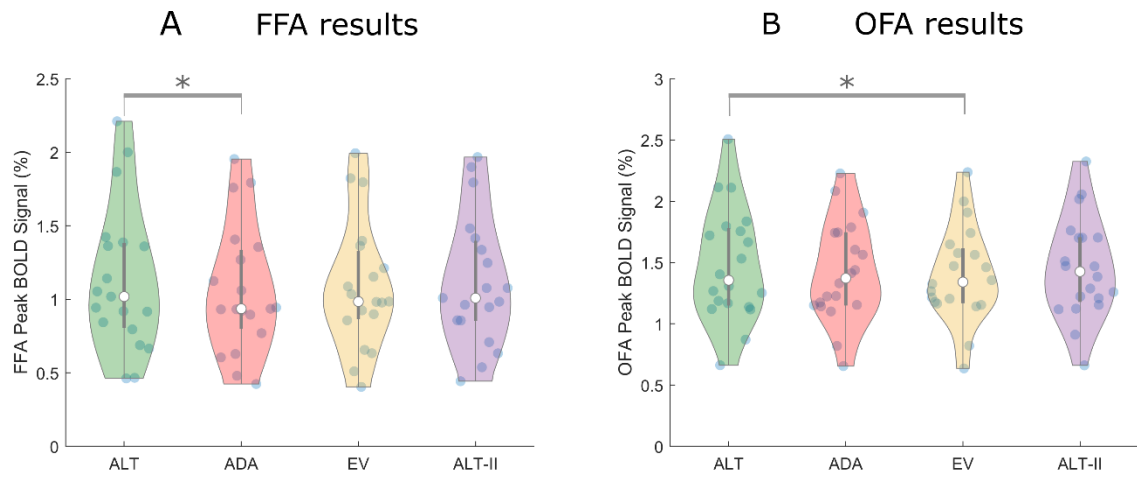 A FFA results
FFA Peak BOLD Signal (%)
2.5
2
1.5
1
0.5
0
*
ALT ADA EV ALT-II
B OFA results
OFA Peak BOLD Signal (%)
3
2.5
2
1.5
1
0.5
0
*
ALT ADA EV ALT-II